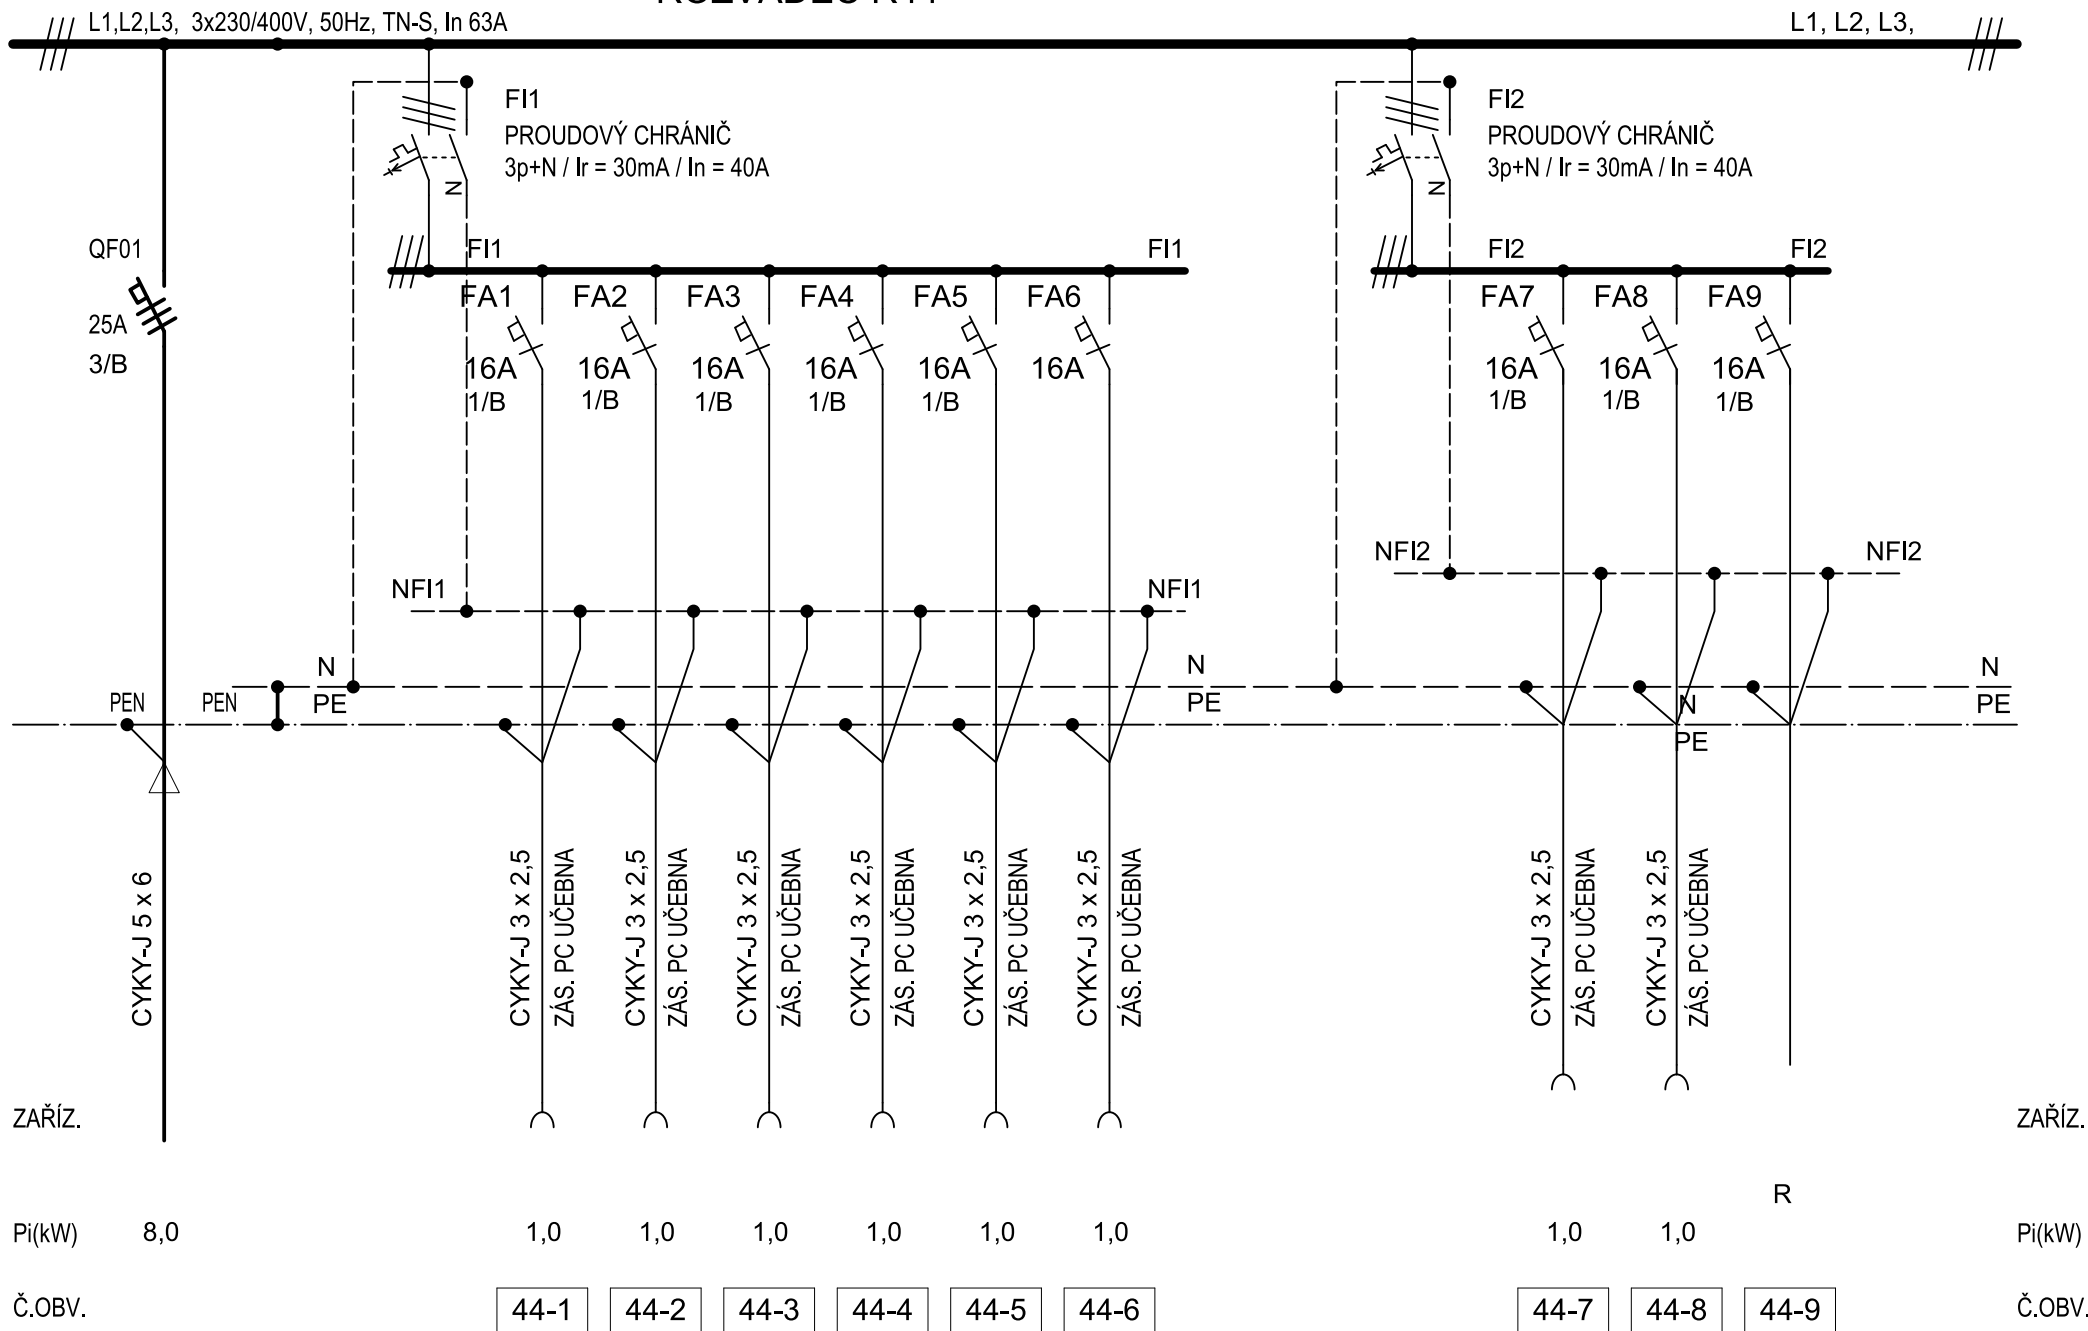 L1,L2,L3, 3x230/400V, 50Hz, TN-S, In 63A
L1, L2, L3,
FI1
PROUDOVÝ CHRÁNIČ
3p+N / Ir = 30mA / In = 40A
N
FI2
PROUDOVÝ CHRÁNIČ
3p+N / Ir = 30mA / In = 40A
N
QF01
25A
3/B
FI1 FI1
FI2 FI2
FA1 FA2 FA3 FA4 FA5 FA6 FA7 FA8 FA9
16A 16A 16A 16A 16A 16A 16A 16A 16A
1/B 1/B 1/B 1/B 1/B 1/B 1/B 1/B
NFI2 NFI2
NFI1 NFI1
N N N
PEN PEN PE PE N PE
PE
CYKY-J 5 x 6
CYKY-J 3 x 2,5
ZÁS. PC UČEBNA
CYKY-J 3 x 2,5
ZÁS. PC UČEBNA
CYKY-J 3 x 2,5
ZÁS. PC UČEBNA
CYKY-J 3 x 2,5
ZÁS. PC UČEBNA
CYKY-J 3 x 2,5
ZÁS. PC UČEBNA
CYKY-J 3 x 2,5
ZÁS. PC UČEBNA
CYKY-J 3 x 2,5
ZÁS. PC UČEBNA
CYKY-J 3 x 2,5
ZÁS. PC UČEBNA
ZAŘÍZ. ZAŘÍZ.
R
Pi(kW) 8,0 1,0 1,0 1,0 1,0 1,0 1,0 1,0 1,0 Pi(kW)
Č.OBV. 44-1 44-2 44-3 44-4 44-5 44-6 44-7 44-8 44-9 Č.OBV.